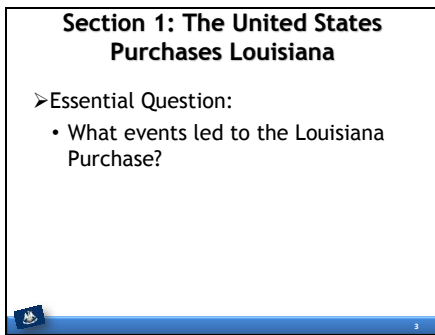 Section 1: The United States
Purchases Louisiana
➢Essential Question:
• What events led to the Louisiana
Purchase?
3